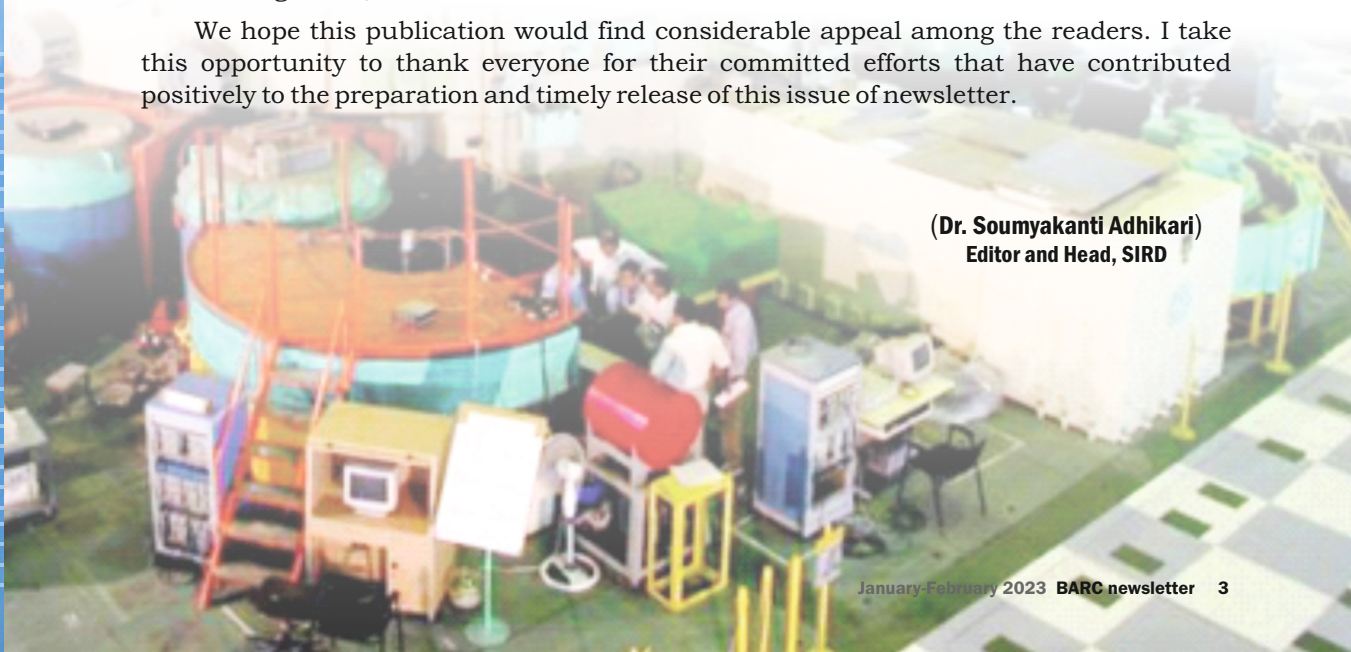 We hope this publication would find considerable appeal among the readers. I take
this opportunity to thank everyone for their committed efforts that have contributed
positively to the preparation and timely release of this issue of newsletter.
(Dr. Soumyakanti Adhikari)
Editor and Head, SIRD
January-February 2023 BARC newsletter 3